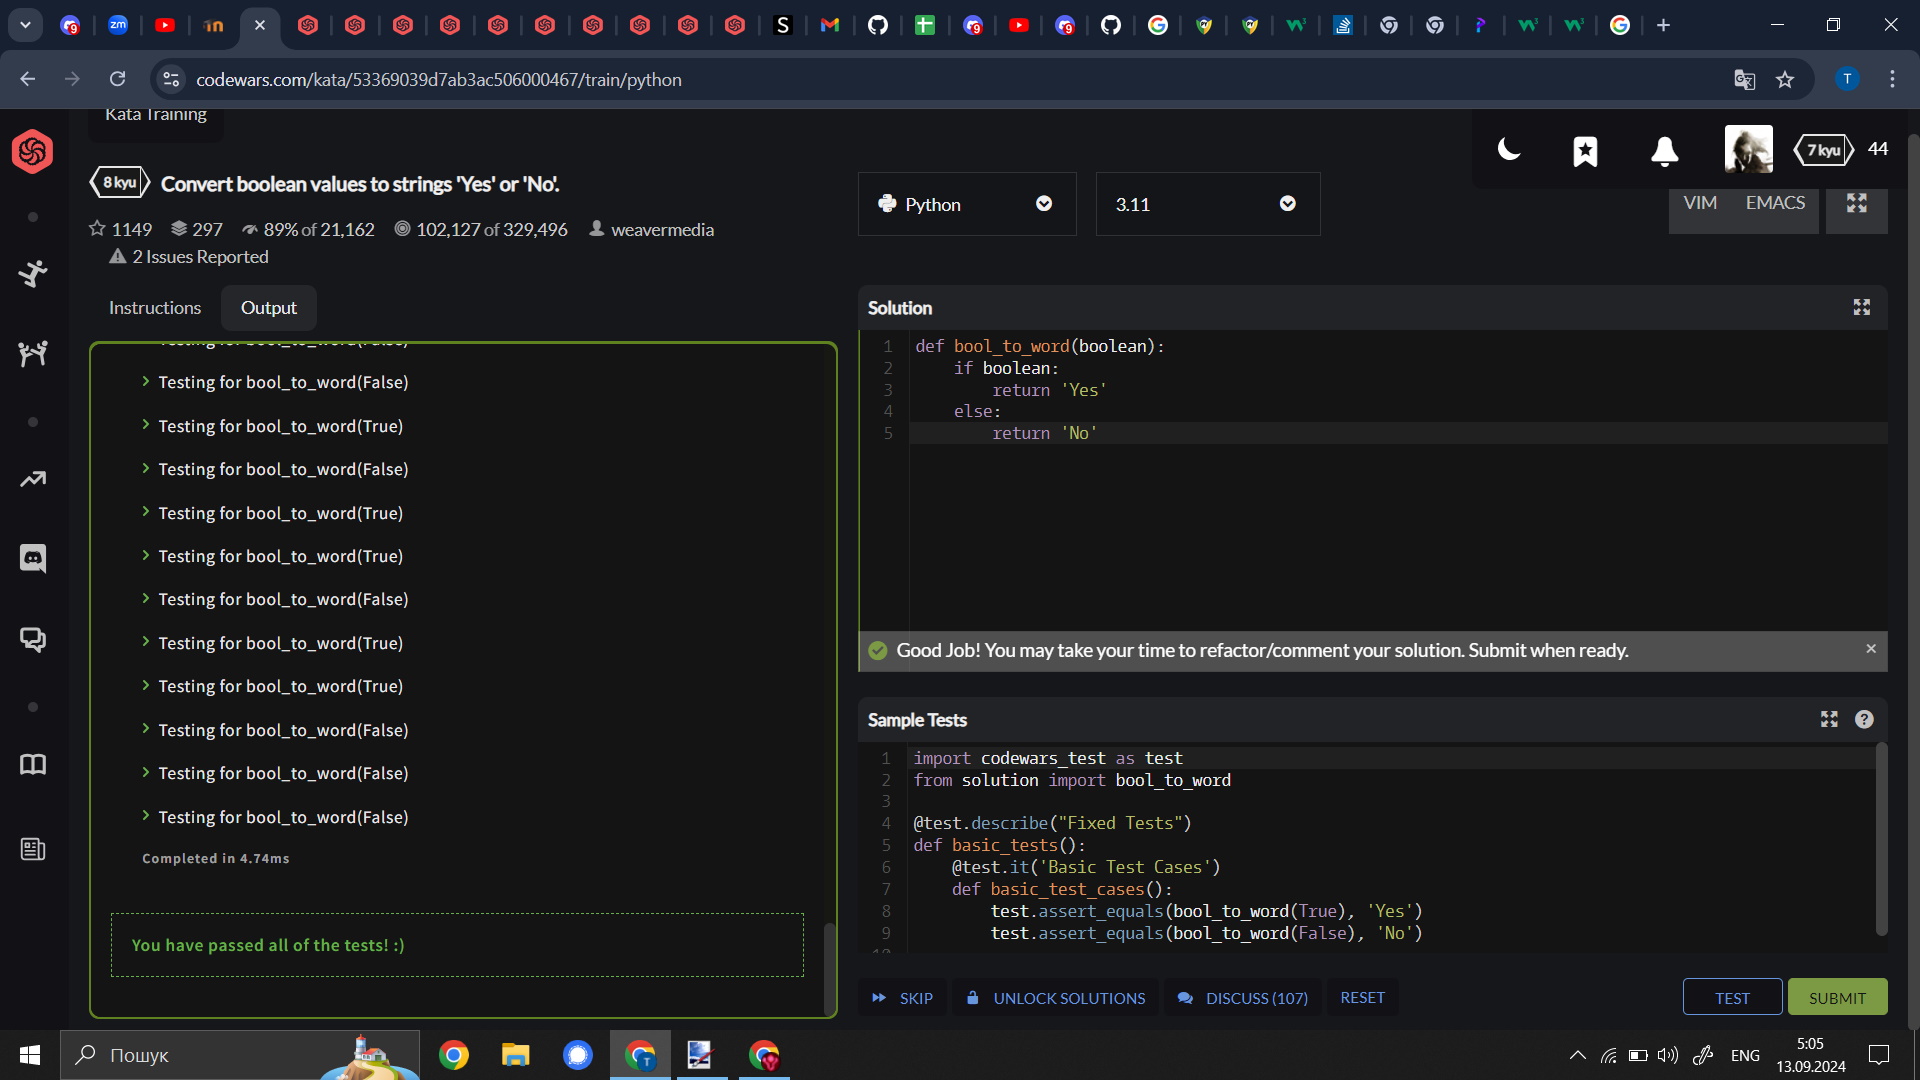 codewars.com/kata/53369039d7ab3ac506000467/train/python
T
Kata Training
7 kyu
44
8 kyu
Convert boolean values to strings 'Yes' or 'No'.
1149 297 89% of 21,162 102,127 of 329,496 weavermedia
2 Issues Reported
Python
3.11
VIM
EMACS
Instructions
Output
Testing for bool_to_word(False)
Testing for bool_to_word(False)
Testing for bool_to_word(True)
Testing for bool_to_word(False)
Testing for bool_to_word(True)
Testing for bool_to_word(True)
Testing for bool_to_word(False)
Testing for bool_to_word(True)
Testing for bool_to_word(True)
Testing for bool_to_word(False)
Testing for bool_to_word(False)
Testing for bool_to_word(False)
Completed in 4.74ms
You have passed all of the tests! :)
Solution
1 def bool_to_word(boolean):
2     if boolean:
3         return 'Yes'
4     else:
5         return 'No'
Good Job! You may take your time to refactor/comment your solution. Submit when ready.
Sample Tests
1 import codewars_test as test
2 from solution import bool_to_word
3
4 @test.describe("Fixed Tests")
5 def basic_tests():
6     @test.it('Basic Test Cases')
7     def basic_test_cases():
8         test.assert_equals(bool_to_word(True), 'Yes')
9         test.assert_equals(bool_to_word(False), 'No')
10
SKIP
UNLOCK SOLUTIONS
DISCUSS (107)
RESET
TEST
SUBMIT
Пошук
ENG
5:05
13.09.2024